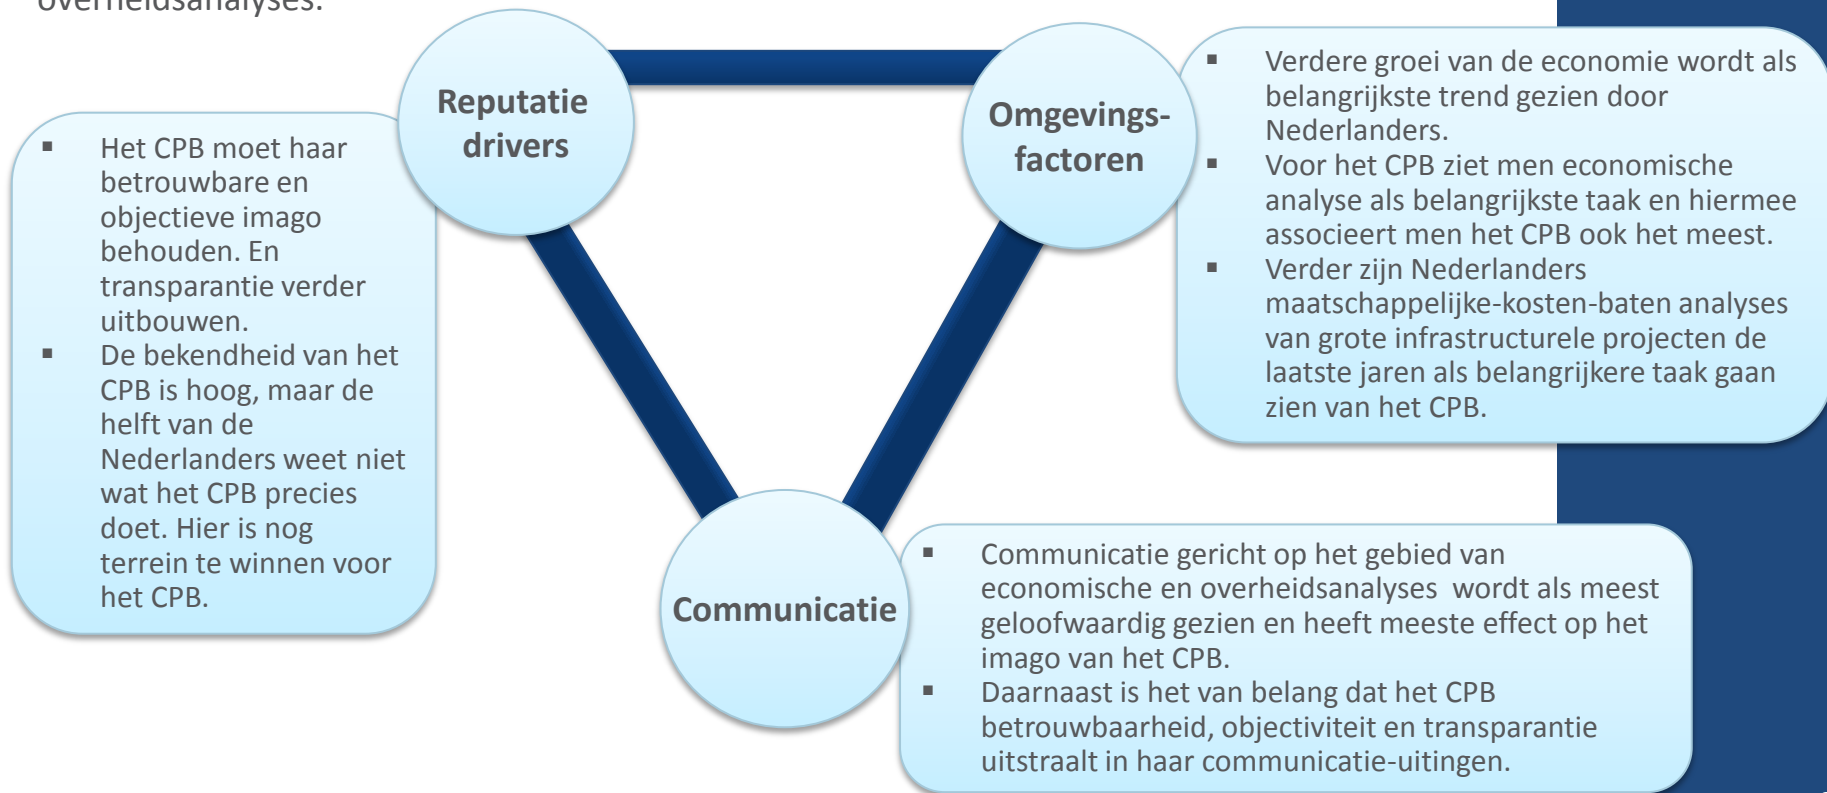 overheidsanalyses.
Reputatie
drivers
▪ Het CPB moet haar
betrouwbare en
objectieve imago
behouden. En
transparantie verder
uitbouwen.
▪ De bekendheid van het
CPB is hoog, maar de
helft van de
Nederlanders weet niet
wat het CPB precies
doet. Hier is nog
terrein te winnen voor
het CPB.
Omgevings-
factoren
▪ Verdere groei van de economie wordt als
belangrijkste trend gezien door
Nederlanders.
▪ Voor het CPB ziet men economische
analyse als belangrijkste taak en hiermee
associeert men het CPB ook het meest.
▪ Verder zijn Nederlanders
maatschappelijke-kosten-baten analyses
van grote infrastructurele projecten de
laatste jaren als belangrijkere taak gaan
zien van het CPB.
Communicatie
▪ Communicatie gericht op het gebied van
economische en overheidsanalyses  wordt als meest
geloofwaardig gezien en heeft meeste effect op het
imago van het CPB.
▪ Daarnaast is het van belang dat het CPB
betrouwbaarheid, objectiviteit en transparantie
uitstraalt in haar communicatie-uitingen.